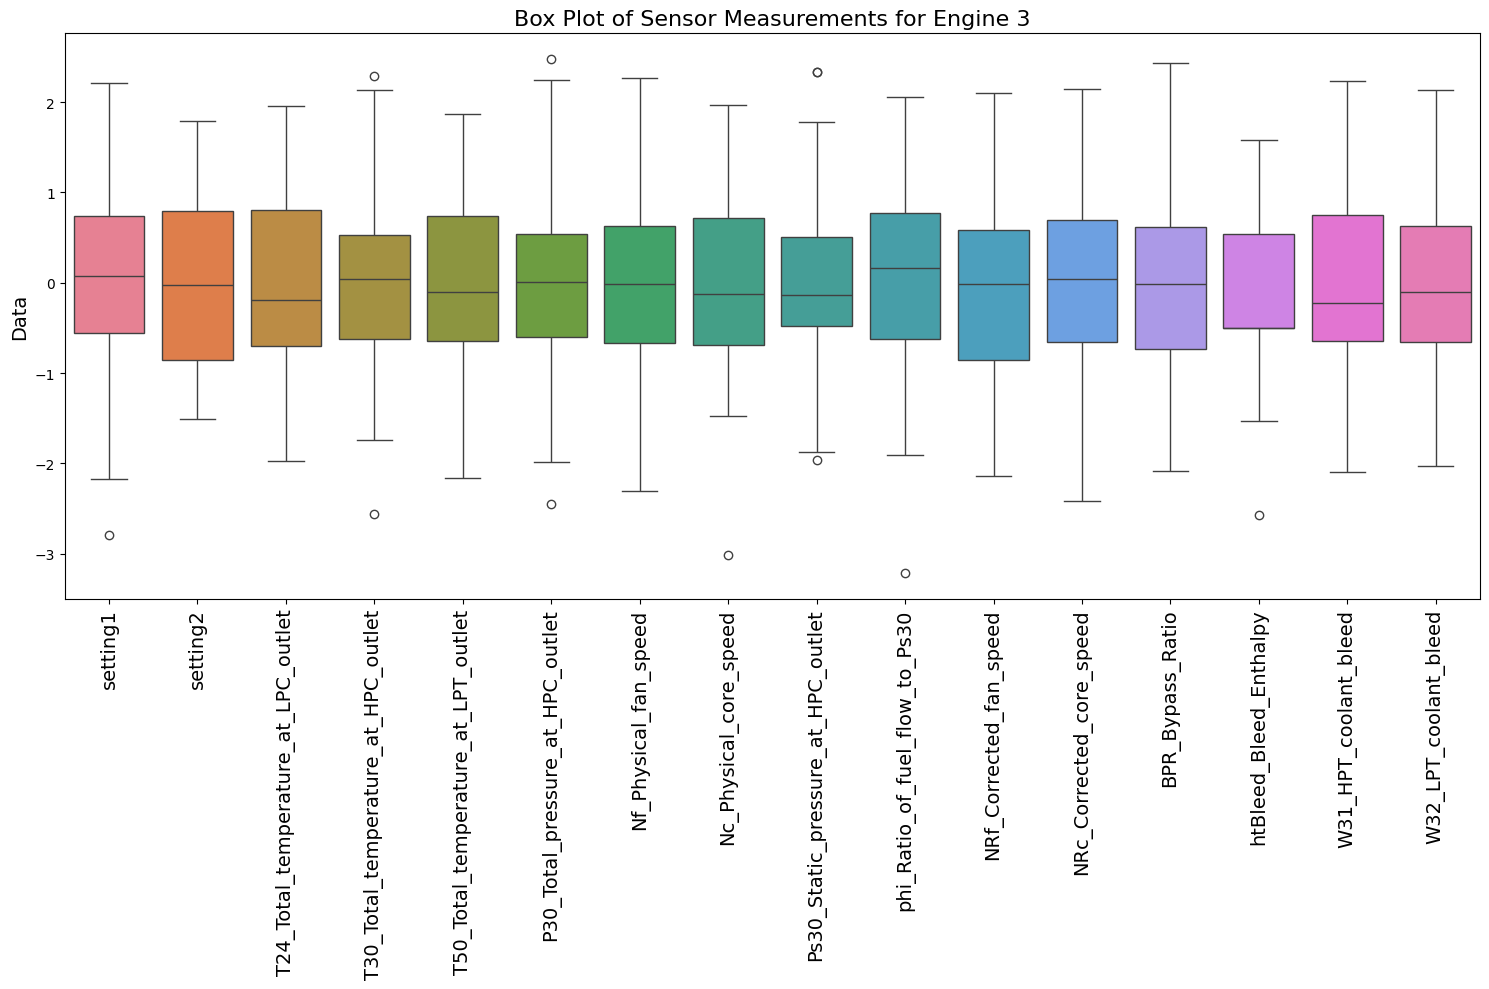 Box Plot of Sensor Measurements for Engine 3
Data
2
1
0
−1
−2
−3
setting1
setting2
T24_Total_temperature_at_LPC_outlet
T30_Total_temperature_at_HPC_outlet
T50_Total_temperature_at_LPT_outlet
P30_Total_pressure_at_HPC_outlet
Nf_Physical_fan_speed
Nc_Physical_core_speed
Ps30_Static_pressure_at_HPC_outlet
phi_Ratio_of_fuel_flow_to_Ps30
NRf_Corrected_fan_speed
NRc_Corrected_core_speed
BPR_Bypass_Ratio
htBleed_Bleed_Enthalpy
W31_HPT_coolant_bleed
W32_LPT_coolant_bleed